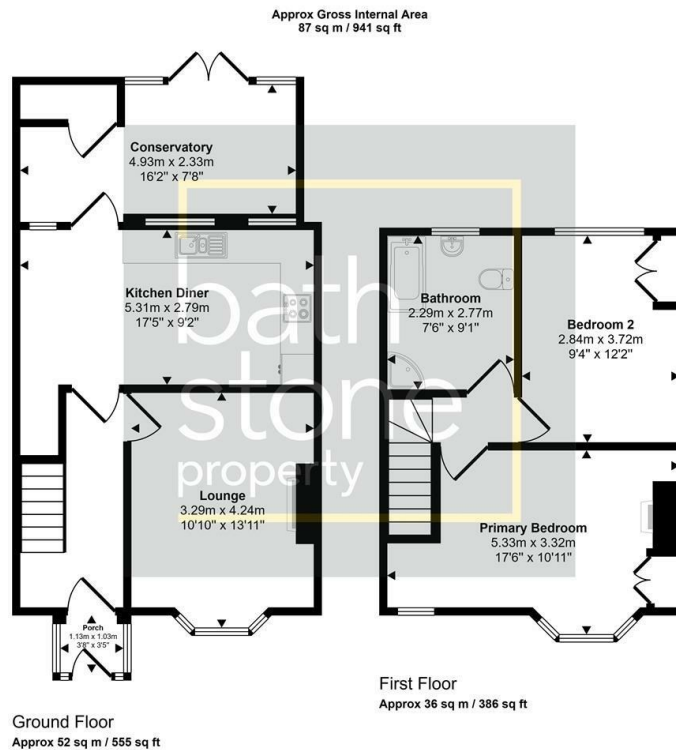 Approx Gross Internal Area
87 sq m / 941 sq ft
Conservatory
4.93m x 2.33m
16'2" x 7'8"
Kitchen Diner
5.31m x 2.79m
17'5" x 9'2"
Lounge
3.29m x 4.24m
10'10" x 13'11"
Porch
1.13m x 1.03m
3'8" x 3'5"
Ground Floor
Approx 52 sq m / 555 sq ft
Bathroom
2.29m x 2.77m
7'6" x 9'1"
Bedroom 2
2.84m x 3.72m
9'4" x 12'2"
Primary Bedroom
5.33m x 3.32m
17'6" x 10'11"
First Floor
Approx 36 sq m / 386 sq ft
bath
stone
property